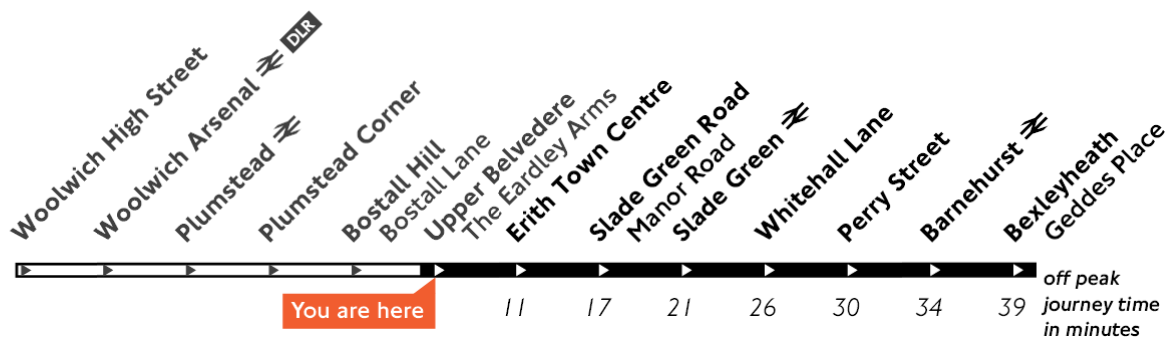 Woolwich High Street
Woolwich Arsenal DLR
Plumstead
Plumstead Corner
Bostall Hill
Bostall Lane
Upper Belvedere
The Eardley Arms
Erith Town Centre
Slade Green Road
Manor Road
Slade Green
Whitehall Lane
Perry Street
Barnehurst
Bexleyheath
Geddes Place
You are here
11 17 21 26 30 34 39
off peak
journey time
in minutes